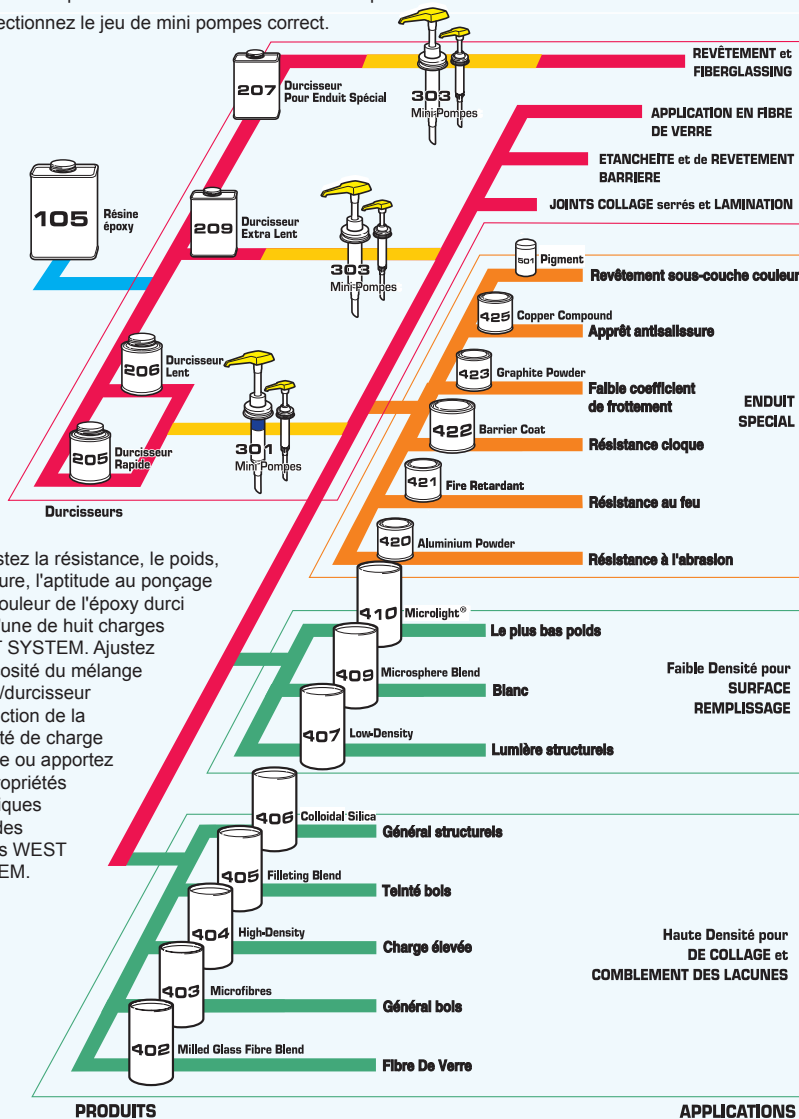 ectionnez le jeu de mini pompes correct.
207
Durcisseur
Pour Enduit Spécial
303
Mini-Pompes
REVÊTEMENT et
FIBERGLASSING
APPLICATION EN FIBRE
DE VERRE
ETANCHEÏTE et de REVETEMENT
BARRIERE
JOINTS COLLAGE serrés et LAMINATION
105
Résine
époxy
209
Durcisseur
Extra Lent
303
Mini-Pompes
206
Durcisseur
Lent
205
Durcisseur
Rapide
301
Mini Pompes
Durcisseurs
501
Pigment
Revêtement sous-couche couleur
425
Copper Compound
Apprêt antisalissure
423
Graphite Powder
Faible coefficient
de frottement
422
Barrier Coat
Résistance cloque
421
Fire Retardant
Résistance au feu
420
Aluminium Powder
Résistance à l'abrasion
ENDUIT
SPECIAL
stez la résistance, le poids,
ure, l'aptitude au ponçage
ouleur de l'époxy durci
'une de huit charges
T SYSTEM. Ajustez
osité du mélange
/durcisseur
ction de la
té de charge
e ou apportez
ropriétés
iques
des
s WEST
EM.
410
Microlight®
Le plus bas poids
409
Microsphere Blend
Blanc
407
Low-Density
Lumière structurels
Faible Densité pour
SURFACE
REMPLISSAGE
406
Colloidal Silica
Général structurels
405
Filleting Blend
Teinté bois
404
High-Density
Charge élevée
403
Microfibres
Général bois
402
Milled Glass Fibre Blend
Fibre De Verre
Haute Densité pour
DE COLLAGE et
COMBLEMENT DES LACUNES
PRODUITS
APPLICATIONS